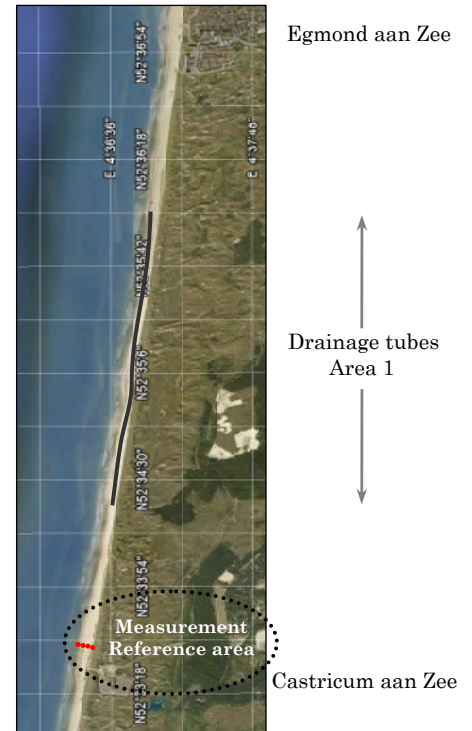 Egmond aan Zee
N52°36'54"
E 4°36'36"
N52°36'18"
E 4°37'48"
N52°35'42"
Drainage tubes
Area 1
N52°35'6"
N52°34'30"
N52°33'54"
Measurement
Reference area
Castricum aan Zee
N52°33'18"